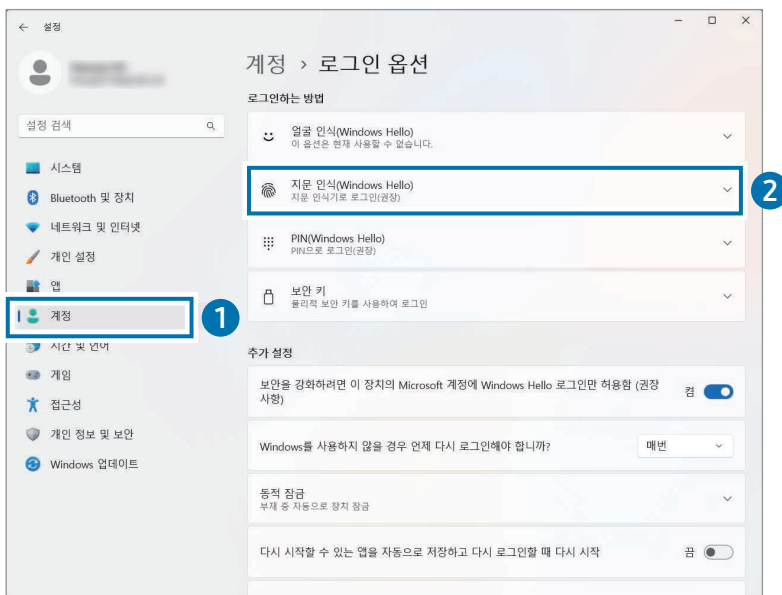 설정
계정 > 로그인 옵션
로그인하는 방법
설정 검색
얼굴 인식(Windows Hello)
이 옵션은 현재 사용할 수 없습니다.
시스템
지문 인식(Windows Hello)
지문 인식기로 로그인(권장)
2
Bluetooth 및 장치
네트워크 및 인터넷
PIN(Windows Hello)
PIN으로 로그인(권장)
개인 설정
앱
보안 키
물리적 보안 키를 사용하여 로그인
계정
1
시간 및 언어
추가 설정
게임
보안을 강화하려면 이 장치의 Microsoft 계정에 Windows Hello 로그인만 허용함 (권장
사항)
켬
접근성
개인 정보 및 보안
Windows를 사용하지 않을 경우 언제 다시 로그인해야 합니까?
매번
Windows 업데이트
동적 잠금
부재 중 자동으로 장치 잠금
다시 시작할 수 있는 앱을 자동으로 저장하고 다시 로그인할 때 다시 시작
끔